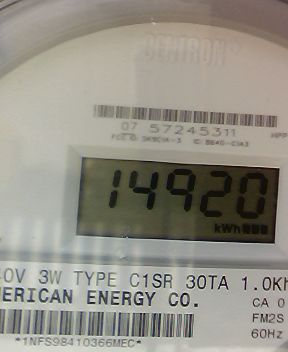 CENTRON
07 57245311
14920
kWh
0V 3W TYPE C1SR 30TA 1.0Kh
ERICAN ENERGY CO.
CA 0
FM2S
60Hz
*1NFS98410366MEC*